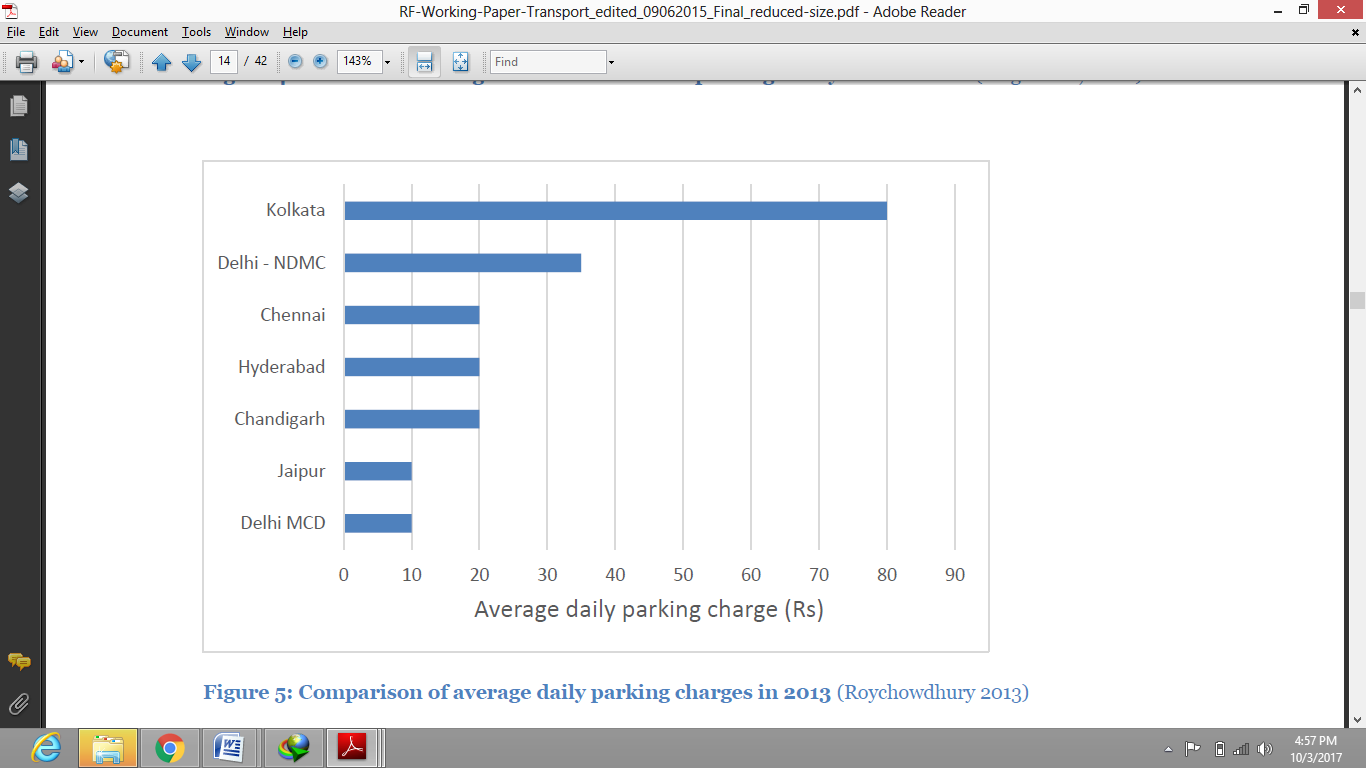 RF-Working-Paper-Transport_edited_09062015_Final_reduced-size.pdf - Adobe Reader
File Edit View Document Tools Window Help
14 / 42 143% Find
Kolkata
Delhi - NDMC
Chennai
Hyderabad
Chandigarh
Jaipur
Delhi MCD
0 10 20 30 40 50 60 70 80 90
Average daily parking charge (Rs)
Figure 5: Comparison of average daily parking charges in 2013 (Roychowdhury 2013)
4:57 PM
10/3/2017